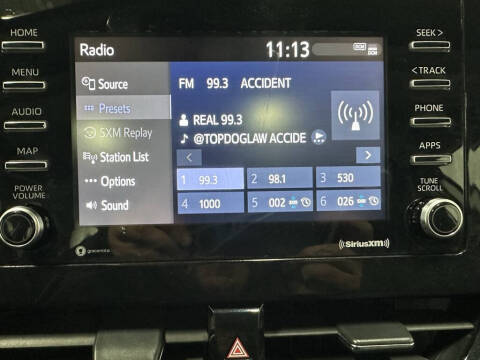 HOME
MENU
AUDIO
MAP
POWER
VOLUME
Radio
11:13
DCM
Source
Presets
SXM Replay
Station List
Options
Sound
FM 99.3 ACCIDENT
REAL 99.3
@TOPDOGLAW ACCIDE
1 99.3
2 98.1
3 530
4 1000
5 002
6 026
SEEK >
< TRACK
PHONE
APPS
TUNE
SCROLL
gracenote
SiriusXM